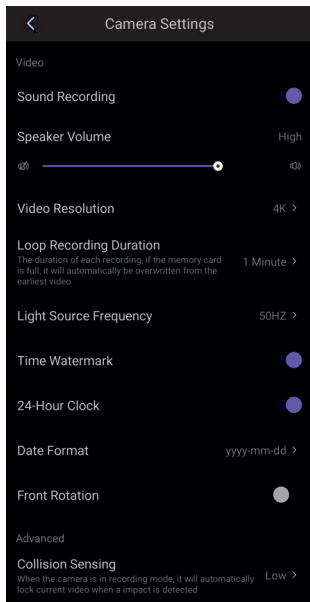 Camera Settings
Video
Sound Recording
Speaker Volume High
Video Resolution 4K
Loop Recording Duration
The duration of each recording, if the memory card
is full, it will automatically be overwritten from the
earliest video
1 Minute
Light Source Frequency 50HZ
Time Watermark
24-Hour Clock
Date Format yyyy-mm-dd
Front Rotation
Advanced
Collision Sensing
When the camera is in recording mode, it will automatically
lock current video when a impact is detected
Low